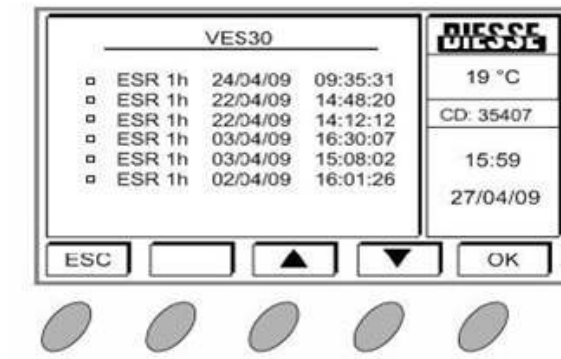 VES30
ESR 1h 24/04/09 09:35:31
ESR 1h 22/04/09 14:48:20
ESR 1h 22/04/09 14:12:12
ESR 1h 03/04/09 16:30:07
ESR 1h 03/04/09 15:08:02
ESR 1h 02/04/09 16:01:26
DIESSE
19 °C
CD: 35407
15:59
27/04/09
ESC
OK